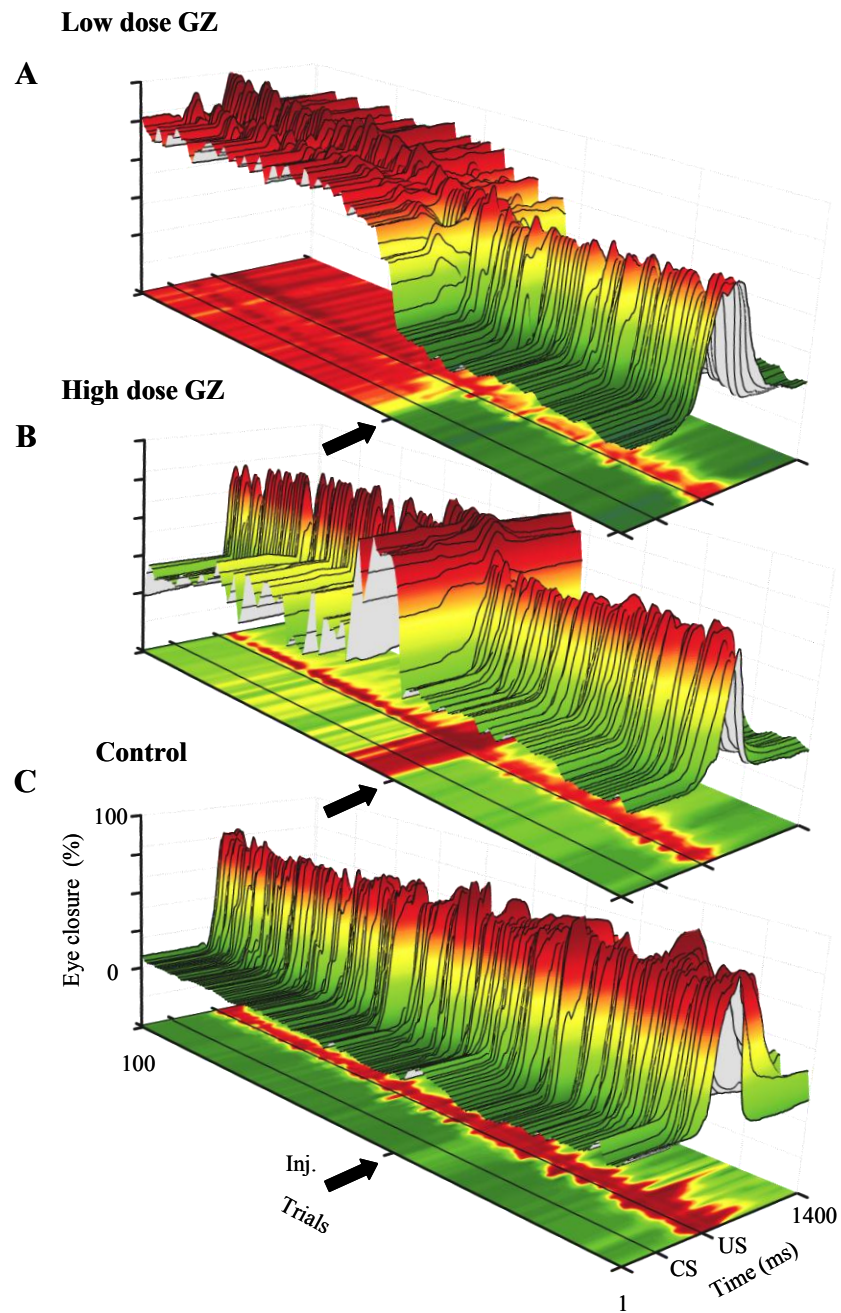 Low dose GZ
A
High dose GZ
B
Control
C
100
Eye closure (%)
0
100
Inj.
Trials
1400
US
Time (ms)
CS
1